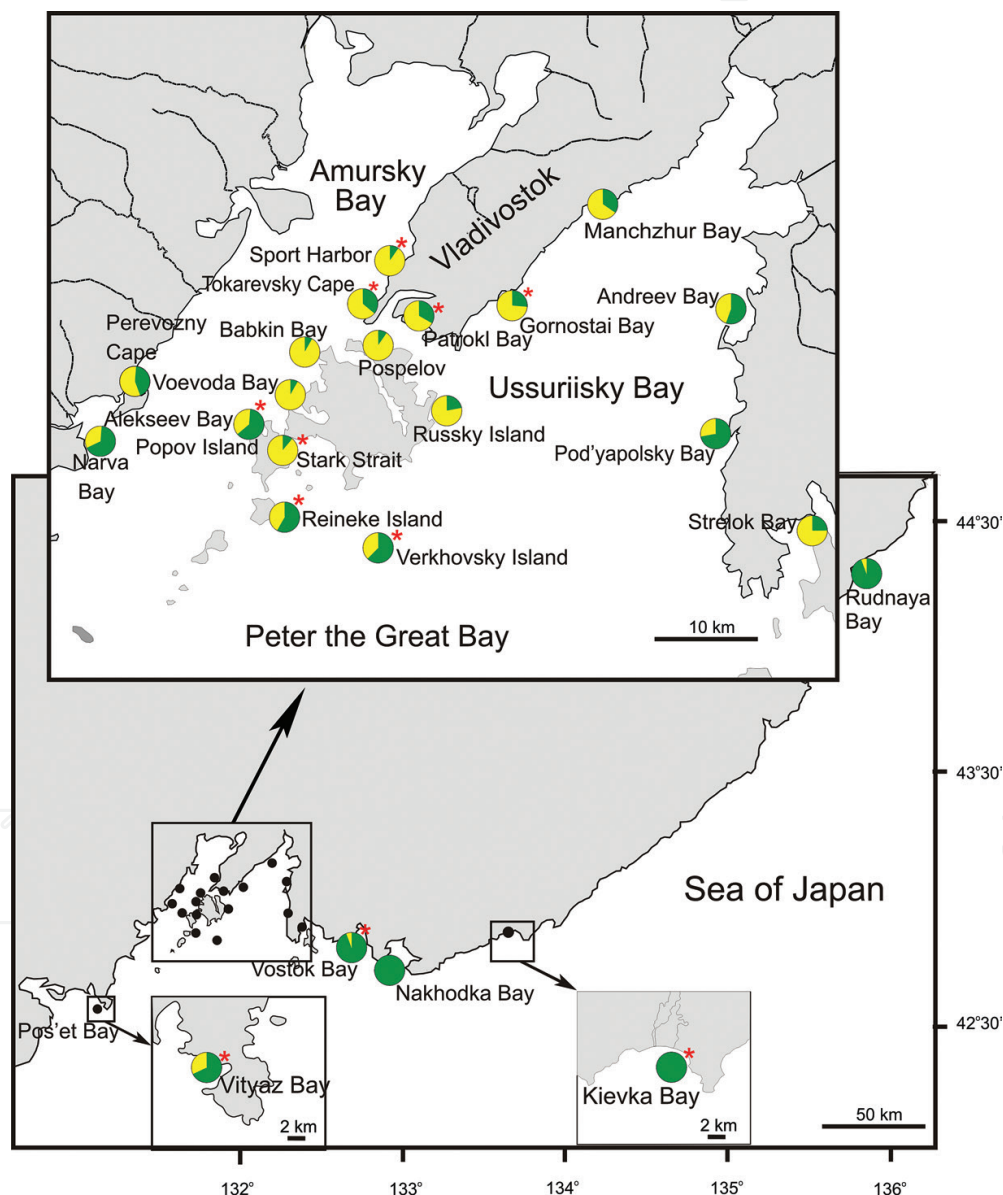 Amursky
Bay
Vladivostok
Manchzhur Bay
Sport Harbor
*
Tokarevsky Cape
*
Andreev Bay
Perevozny
Cape
Babkin Bay
*
Patrokl Bay
*
Gornostai Bay
Pospelov
Ussuriisky Bay
Voevoda Bay
Alekseev Bay
*
Popov Island
Russky Island
Pod'yapolsky Bay
Narva
Bay
*
Stark Strait
*
Reineke Island
Strelok Bay
44°30'
*
Verkhovsky Island
Rudnaya
Bay
Peter the Great Bay
10 km
43°30'
Sea of Japan
*
Vostok Bay
Nakhodka Bay
Pos'et Bay
42°30'
*
Vityaz Bay
2 km
*
Kievka Bay
2 km
50 km
132°
133°
134°
135°
136°